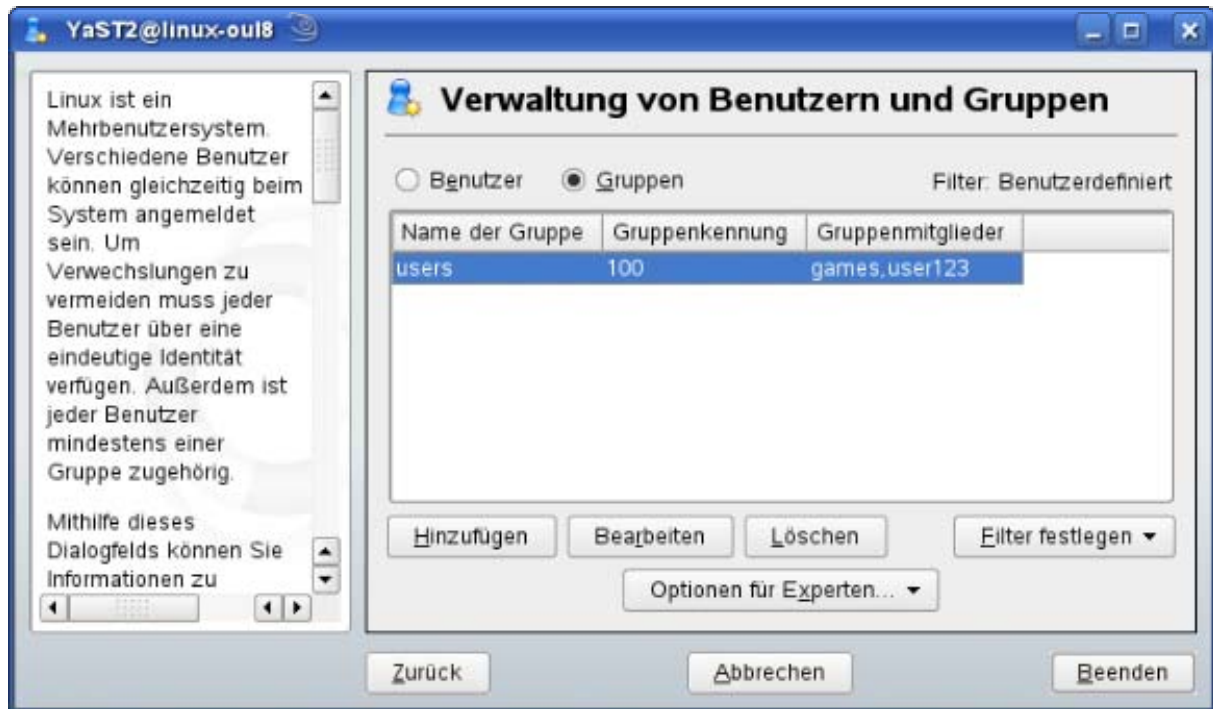 YaST2@linux-oul8
Linux ist ein
Mehrbenutzersystem.
Verschiedene Benutzer
können gleichzeitig beim
System angemeldet
sein. Um
Verwechslungen zu
vermeiden muss jeder
Benutzer über eine
eindeutige Identität
verfügen. Außerdem ist
jeder Benutzer
mindestens einer
Gruppe zugehörig.
Mithilfe dieses
Dialogfelds können Sie
Informationen zu
Verwaltung von Benutzern und Gruppen
Benutzer Gruppen Filter: Benutzerdefiniert
Name der Gruppe Gruppenkennung Gruppenmitglieder
users 100 games,user123
Hinzufügen Bearbeiten Löschen Filter festlegen
Optionen für Experten...
Zurück Abbrechen Beenden